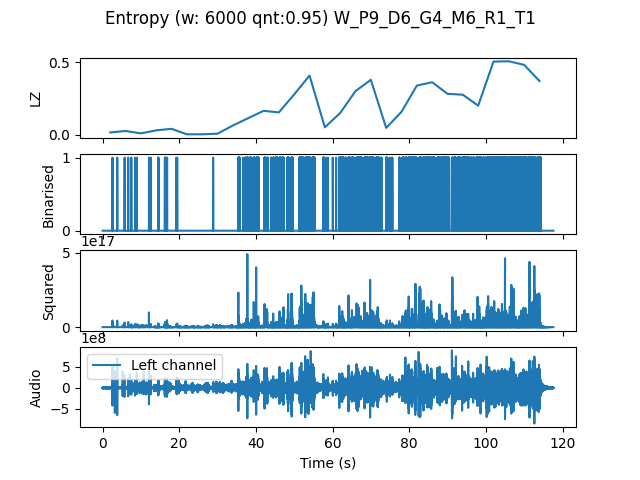 Entropy (w: 6000 qnt:0.95) W_P9_D6_G4_M6_R1_T1
0.5
0.0
LZ
1
0
Binarised
1e17
5
0
Squared
1e8
5
0
−5
Audio
Left channel
0 20 40 60 80 100 120
Time (s)